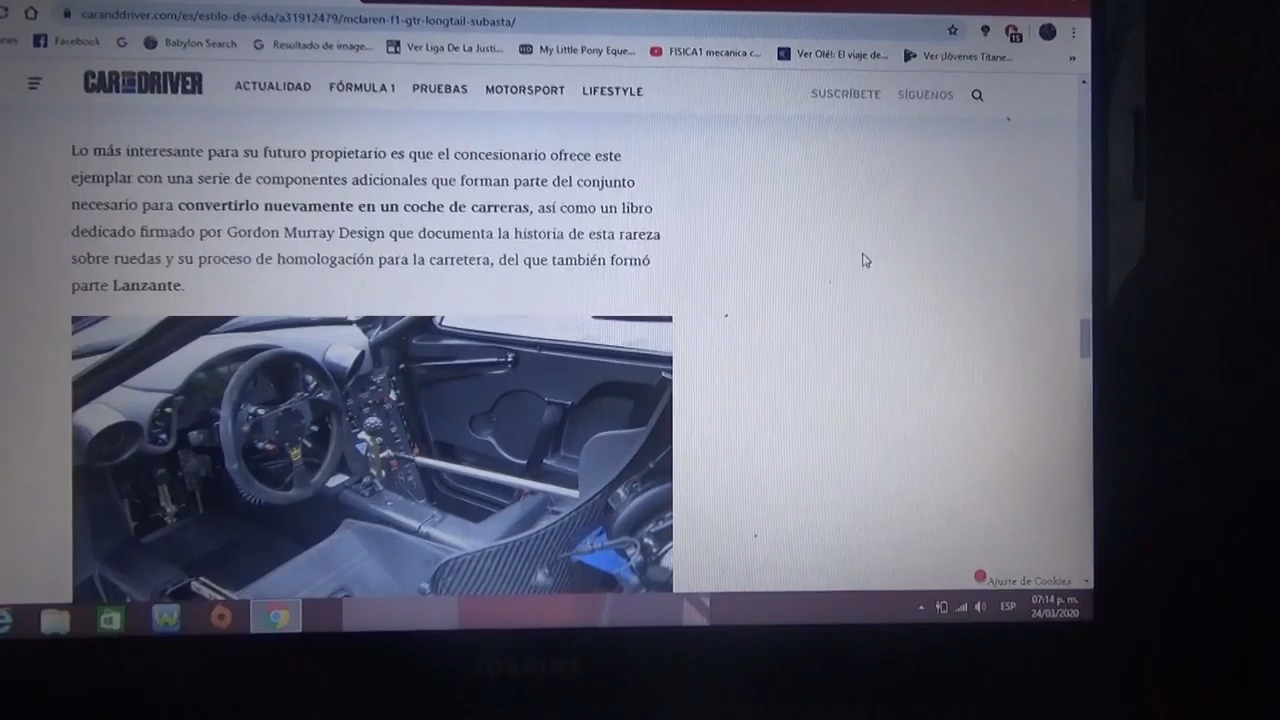 caranddriver.com/es/estilo-de-vida/a31912479/mclaren-f1-gtr-longtail-subasta/
Facebook
Babylon Search
Resultado de image...
Ver Liga De La Justi...
My Little Pony Eque...
FISICA1 mecanica c...
Ver ¡Olé!: El viaje de...
Ver ¡Jóvenes Titane...
»
CAR AND DRIVER
ACTUALIDAD
FÓRMULA 1
PRUEBAS
MOTORSPORT
LIFESTYLE
SUSCRÍBETE
SÍGUENOS
Lo más interesante para su futuro propietario es que el concesionario ofrece este
ejemplar con una serie de componentes adicionales que forman parte del conjunto
necesario para convertirlo nuevamente en un coche de carreras, así como un libro
dedicado firmado por Gordon Murray Design que documenta la historia de esta rareza
sobre ruedas y su proceso de homologación para la carretera, del que también formó
parte Lanzante.
Ajuste de Cookies
ESP
07:14 p. m.
24/03/2020
TOSHIBA